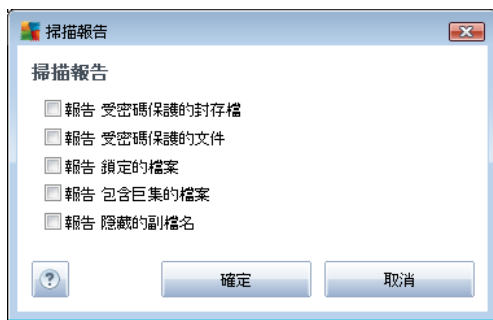 掃描報告
掃描報告
報告 受密碼保護的封存檔
報告 受密碼保護的文件
報告 鎖定的檔案
報告 包含巨集的檔案
報告 隱藏的副檔名
?
確定
取消